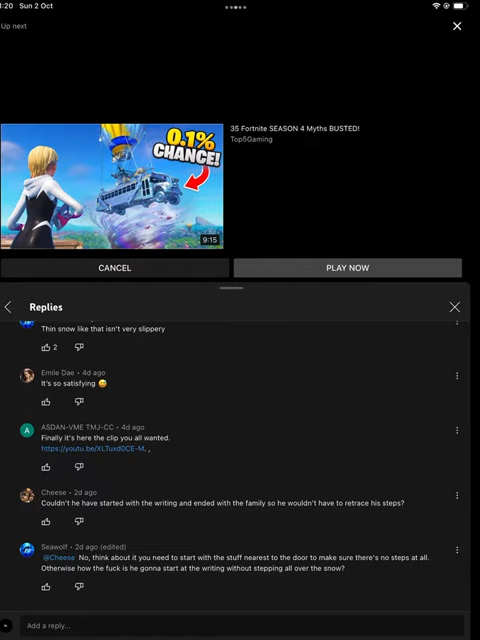 1:20 Sun 2 Oct
Up next
35 Fortnite SEASON 4 Myths BUSTED!
Top5Gaming
0.1%
CHANCE!
9:15
CANCEL
PLAY NOW
Replies
Thin snow like that isn't very slippery
2
Emile Dae • 4d ago
It's so satisfying 😅
A
ASDAN-VME TMJ-CC • 4d ago
Finally it's here the clip you all wanted.
https://youtu.be/XLTuxd0CE-M. ,
Cheese • 2d ago
Couldn't he have started with the writing and ended with the family so he wouldn't have to retrace his steps?
Seawolf • 2d ago (edited)
@Cheese No, think about it you need to start with the stuff nearest to the door to make sure there's no steps at all.
Otherwise how the fuck is he gonna start at the writing without stepping all over the snow?
Add a reply...